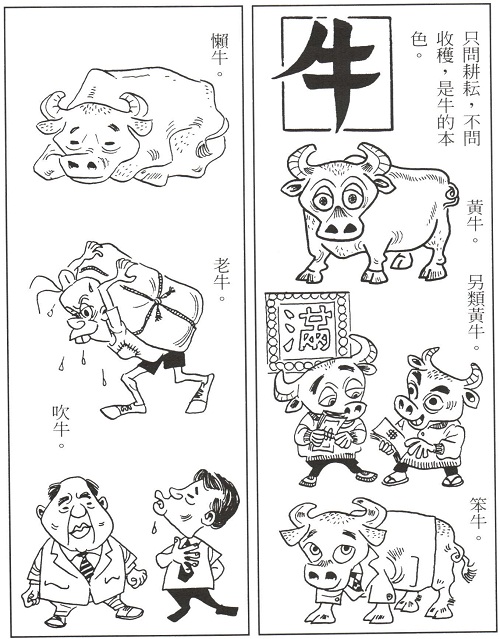 牛
只問耕耘，不問
收穫，是牛的本
色。
黃牛。
另類黃牛。
滿
笨牛。
懶牛。
老牛。
吹牛。